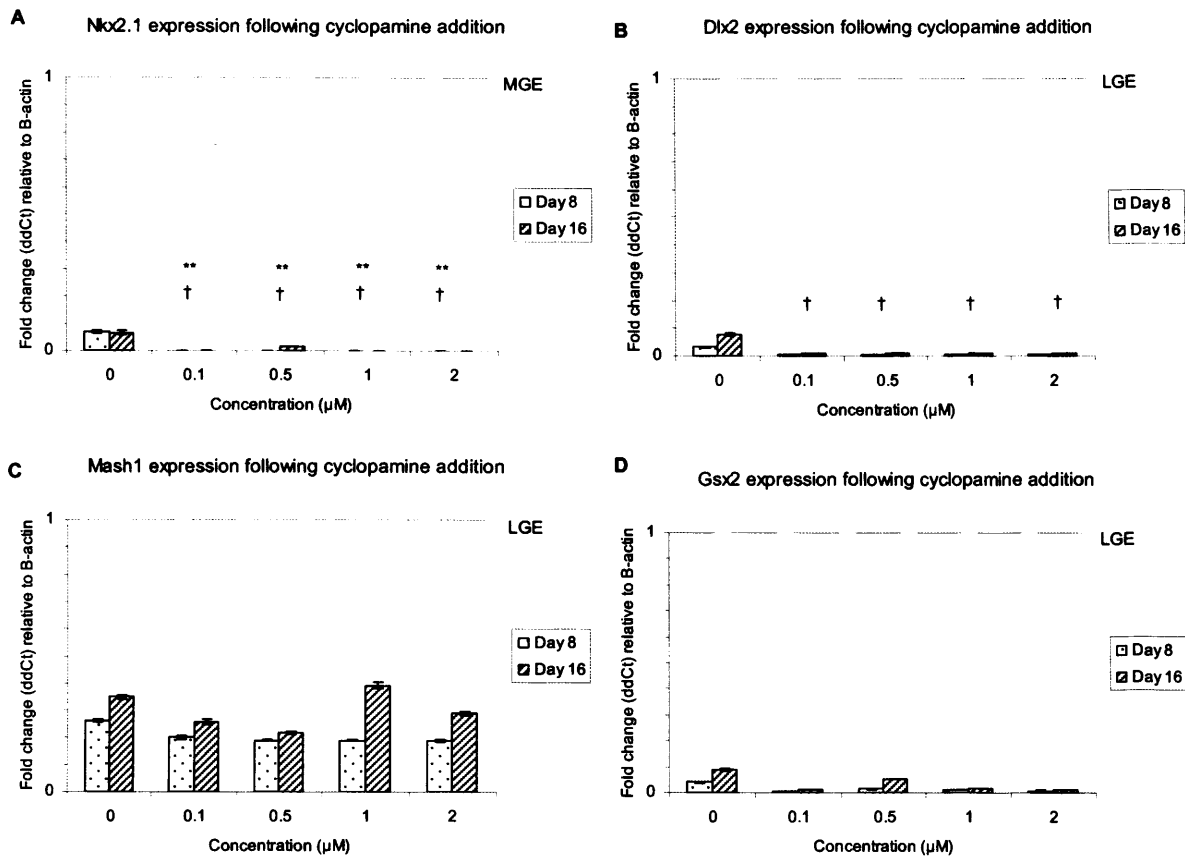 A
Nkx2.1 expression following cyclopamine addition
Fold change (ddCt) relative to B-actin
1
0
MGE
** ** ** **
† † † †
Day 8
Day 16
0 0.1 0.5 1 2
Concentration (µM)
B
Dlx2 expression following cyclopamine addition
Fold change (ddCt) relative to B-actin
1
0
LGE
† † † †
Day 8
Day 16
0 0.1 0.5 1 2
Concentration (µM)
C
Mash1 expression following cyclopamine addition
Fold change (ddCt) relative to B-actin
1
0
LGE
Day 8
Day 16
0 0.1 0.5 1 2
Concentration (µM)
D
Gsx2 expression following cyclopamine addition
Fold change (ddCt) relative to B-actin
1
0
LGE
Day 8
Day 16
0 0.1 0.5 1 2
Concentration (µM)